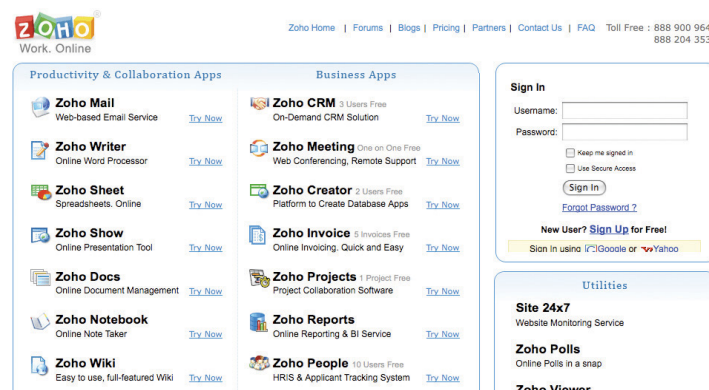 ZOHO
Work. Online
Zoho Home | Forums | Blogs | Pricing | Partners | Contact Us | FAQ Toll Free : 888 900 964
888 204 353
Productivity & Collaboration Apps
Zoho Mail
Web-based Email Service Try Now
Zoho Writer
Online Word Processor Try Now
Zoho Sheet
Spreadsheets. Online Try Now
Zoho Show
Online Presentation Tool Try Now
Zoho Docs
Online Document Management Try Now
Zoho Notebook
Online Note Taker Try Now
Zoho Wiki
Easy to use, full-featured Wiki Try Now
Business Apps
Zoho CRM 3 Users Free
On-Demand CRM Solution Try Now
Zoho Meeting One on One Free
Web Conferencing, Remote Support Try Now
Zoho Creator 2 Users Free
Platform to Create Database Apps Try Now
Zoho Invoice 5 Invoices Free
Online Invoicing. Quick and Easy Try Now
Zoho Projects 1 Project Free
Project Collaboration Software Try Now
Zoho Reports
Online Reporting & BI Service Try Now
Zoho People 10 Users Free
HRIS & Applicant Tracking System Try Now
Sign In
Username:
Password:
Keep me signed in
Use Secure Access
Sign In
Forgot Password ?
New User? Sign Up for Free!
Sign In using Google or Yahoo
Utilities
Site 24x7
Website Monitoring Service
Zoho Polls
Online Polls in a snap
Zoho Viewer